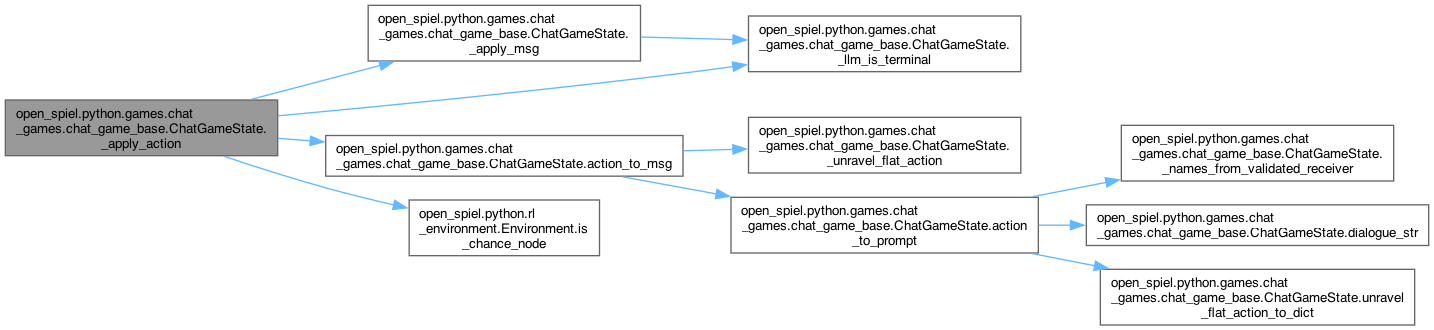 open_spiel.python.games.chat
_games.chat_game_base.ChatGameState.
_apply_action
open_spiel.python.games.chat
_games.chat_game_base.ChatGameState.
_apply_msg
open_spiel.python.games.chat
_games.chat_game_base.ChatGameState.
_llm_is_terminal
open_spiel.python.games.chat
_games.chat_game_base.ChatGameState.action_to_msg
open_spiel.python.games.chat
_games.chat_game_base.ChatGameState.
_unravel_flat_action
open_spiel.python.games.chat
_games.chat_game_base.ChatGameState.action
_to_prompt
open_spiel.python.games.chat
_games.chat_game_base.ChatGameState.
_names_from_validated_receiver
open_spiel.python.games.chat
_games.chat_game_base.ChatGameState.dialogue_str
open_spiel.python.games.chat
_games.chat_game_base.ChatGameState.unravel
_flat_action_to_dict
open_spiel.python.rl
_environment.Environment.is
_chance_node